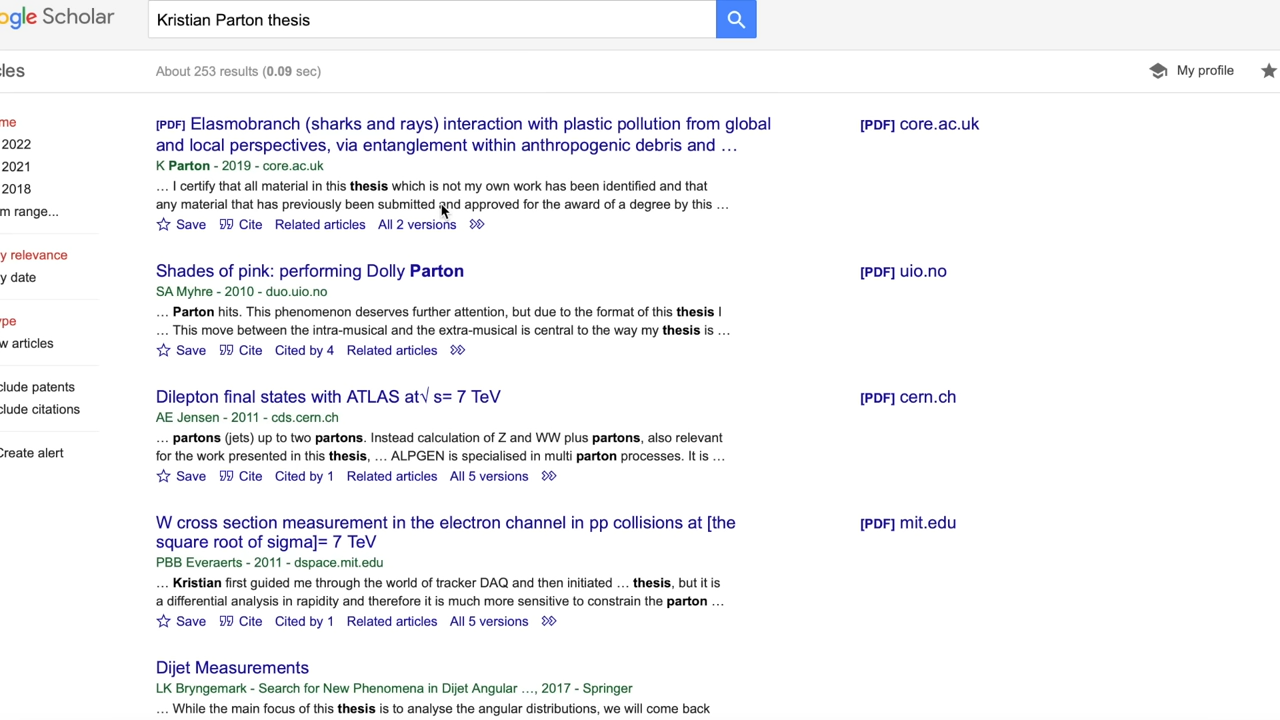 ogle Scholar
Kristian Parton thesis
cles
About 253 results (0.09 sec)
My profile
me
2022
2021
2018
m range...
y relevance
y date
ype
w articles
clude patents
clude citations
Create alert
[PDF] Elasmobranch (sharks and rays) interaction with plastic pollution from global
and local perspectives, via entanglement within anthropogenic debris and …
[PDF] core.ac.uk
K Parton - 2019 - core.ac.uk
… I certify that all material in this thesis which is not my own work has been identified and that
any material that has previously been submitted and approved for the award of a degree by this …
Save Cite Related articles All 2 versions
Shades of pink: performing Dolly Parton
[PDF] uio.no
SA Myhre - 2010 - duo.uio.no
… Parton hits. This phenomenon deserves further attention, but due to the format of this thesis I
… This move between the intra-musical and the extra-musical is central to the way my thesis is …
Save Cite Cited by 4 Related articles
Dilepton final states with ATLAS at√ s= 7 TeV
[PDF] cern.ch
AE Jensen - 2011 - cds.cern.ch
… partons (jets) up to two partons. Instead calculation of Z and WW plus partons, also relevant
for the work presented in this thesis, … ALPGEN is specialised in multi parton processes. It is …
Save Cite Cited by 1 Related articles All 5 versions
W cross section measurement in the electron channel in pp collisions at [the
square root of sigma]= 7 TeV
[PDF] mit.edu
PBB Everaerts - 2011 - dspace.mit.edu
… Kristian first guided me through the world of tracker DAQ and then initiated … thesis, but it is
a differential analysis in rapidity and therefore it is much more sensitive to constrain the parton …
Save Cite Cited by 1 Related articles All 5 versions
Dijet Measurements
LK Bryngemark - Search for New Phenomena in Dijet Angular …, 2017 - Springer
… While the main focus of this thesis is to analyse the angular distributions, we will come back